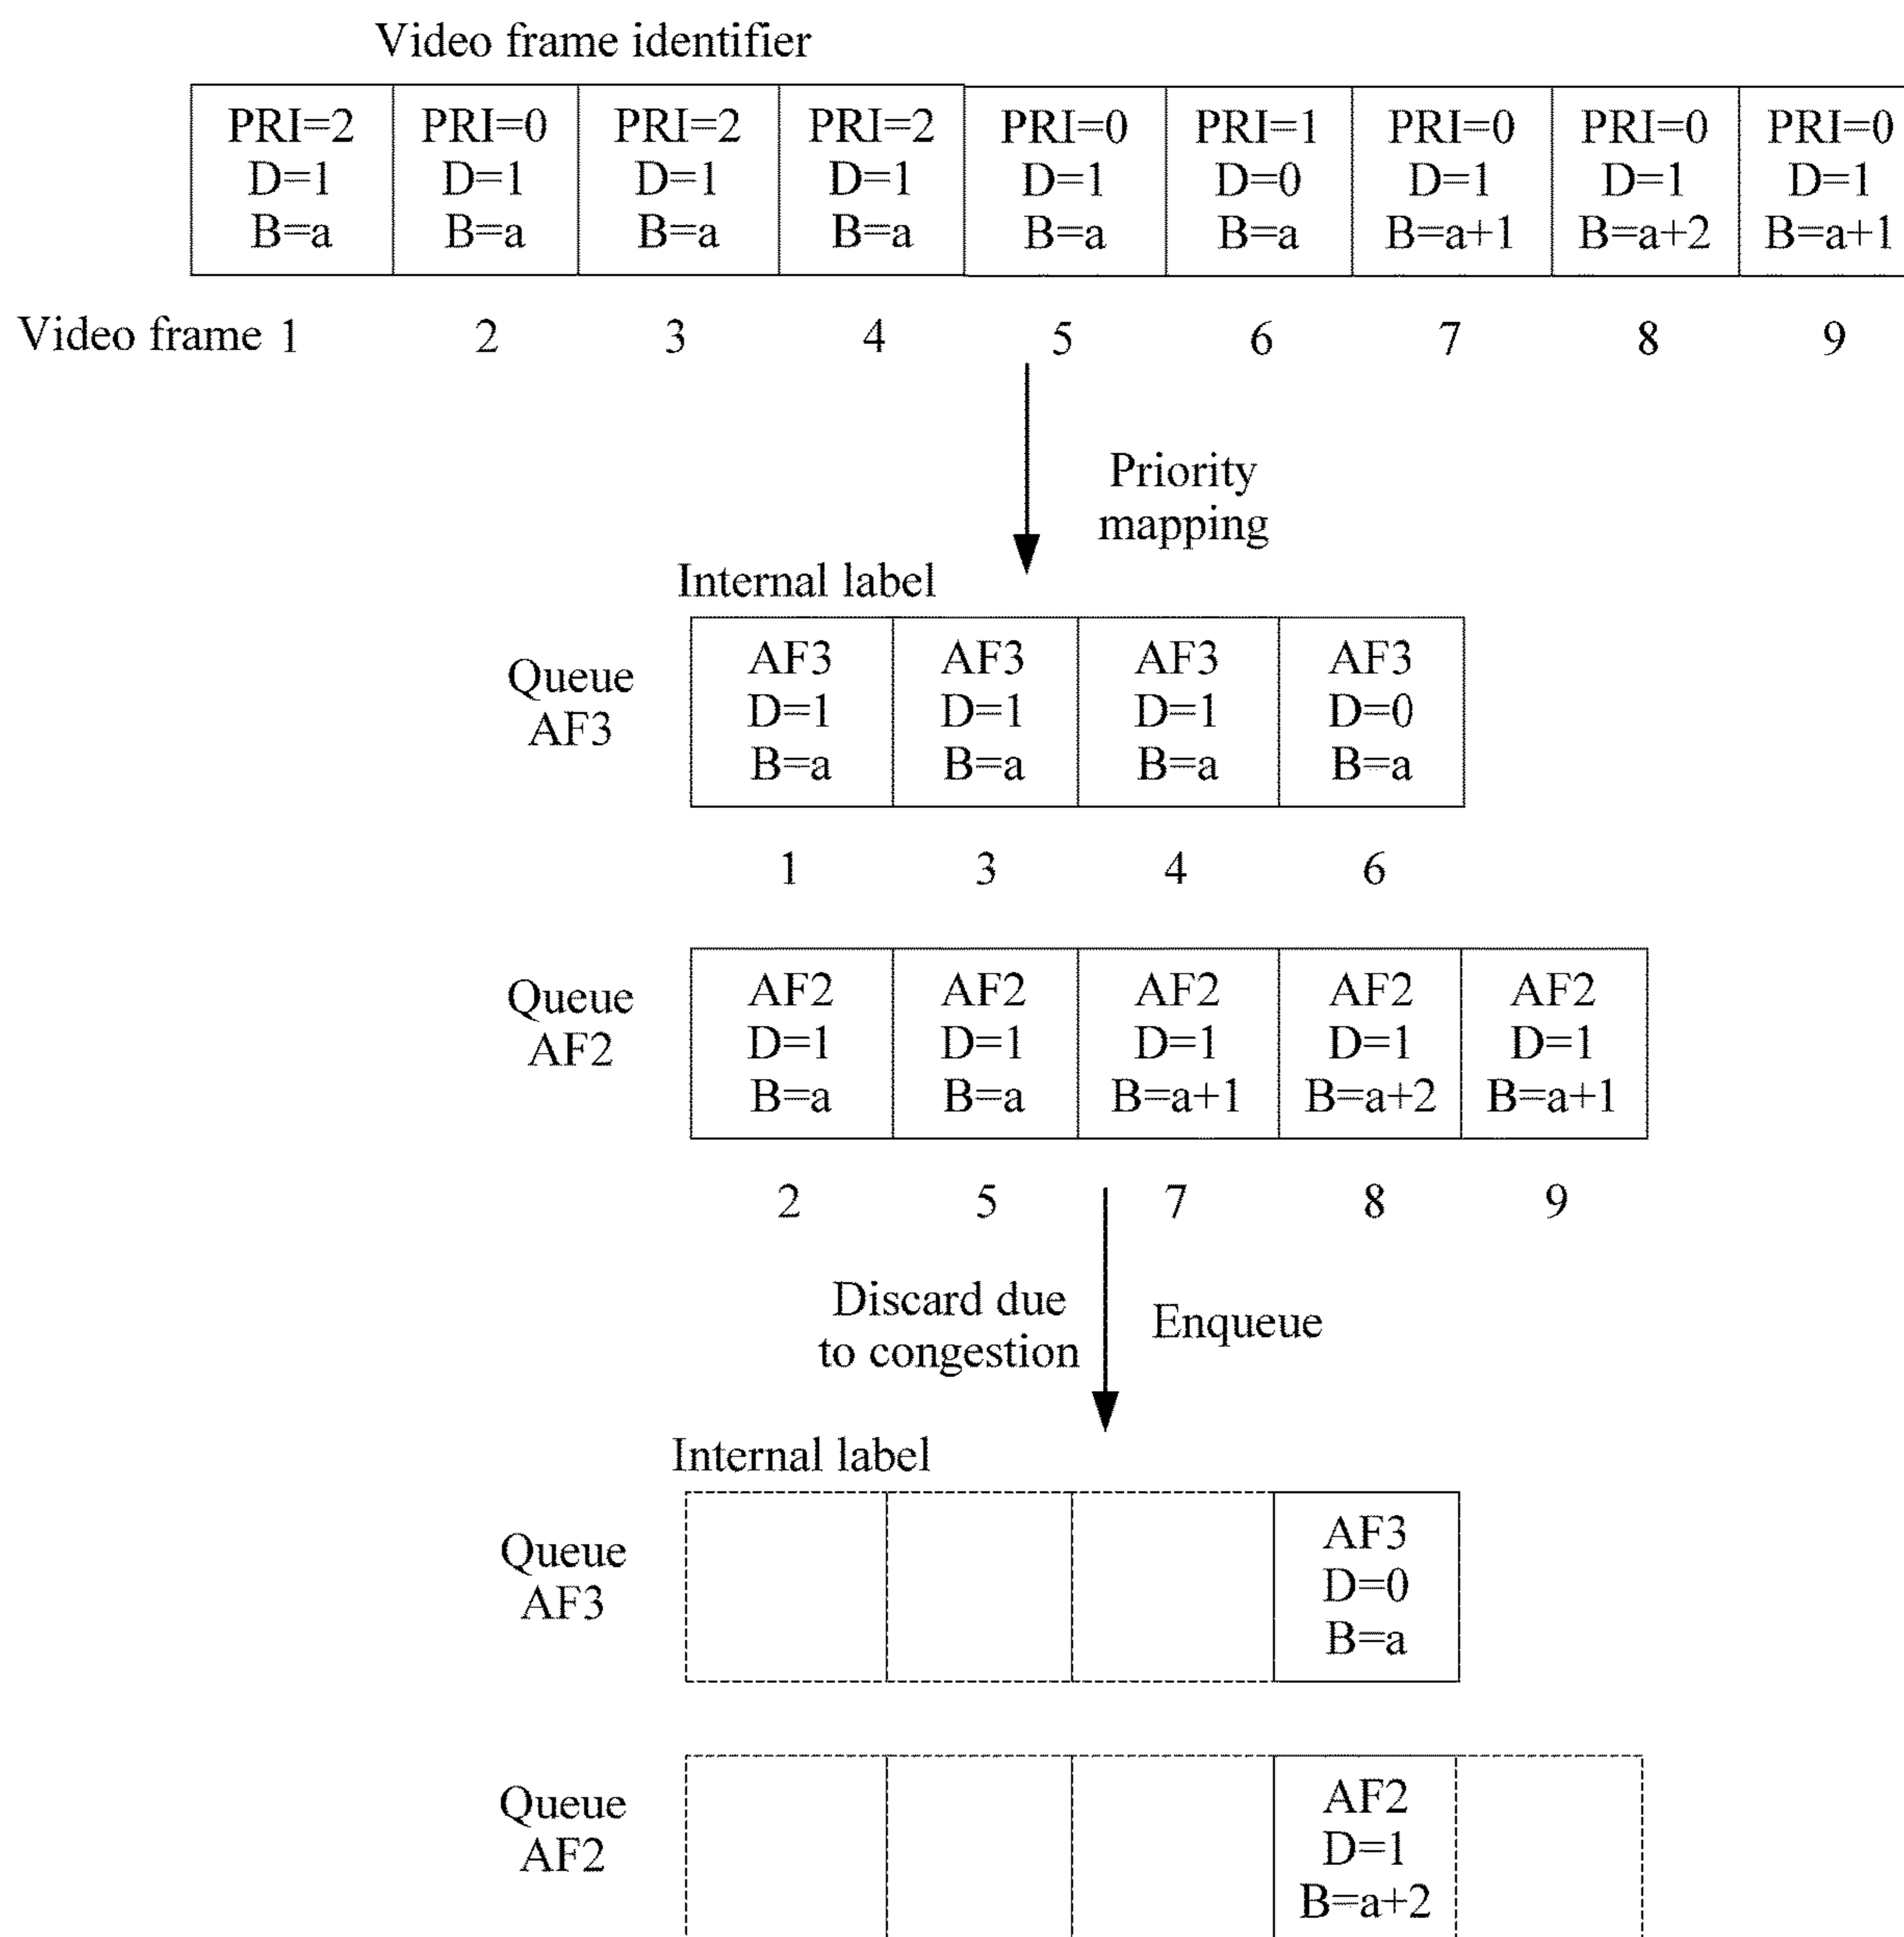 Video frame identifier
PRI=2 PRI=0 PRI=2 PRI=2 PRI=0 PRI=1 PRI=0 PRI=0 PRI=0
D=1 D=1 D=1 D=1 D=1 D=0 D=1 D=1 D=1
B=a B=a B=a B=a B=a B=a B=a+1 B=a+2 B=a+1
Video frame 1 2 3 4 5 6 7 8 9
Priority
mapping
Internal label
Queue
AF3
AF3 AF3 AF3 AF3
D=1 D=1 D=1 D=0
B=a B=a B=a B=a
1 3 4 6
Queue
AF2
AF2 AF2 AF2 AF2 AF2
D=1 D=1 D=1 D=1 D=1
B=a B=a B=a+1 B=a+2 B=a+1
2 5 7 8 9
Discard due
to congestion
Enqueue
Internal label
Queue
AF3
AF3
D=0
B=a
Queue
AF2
AF2
D=1
B=a+2